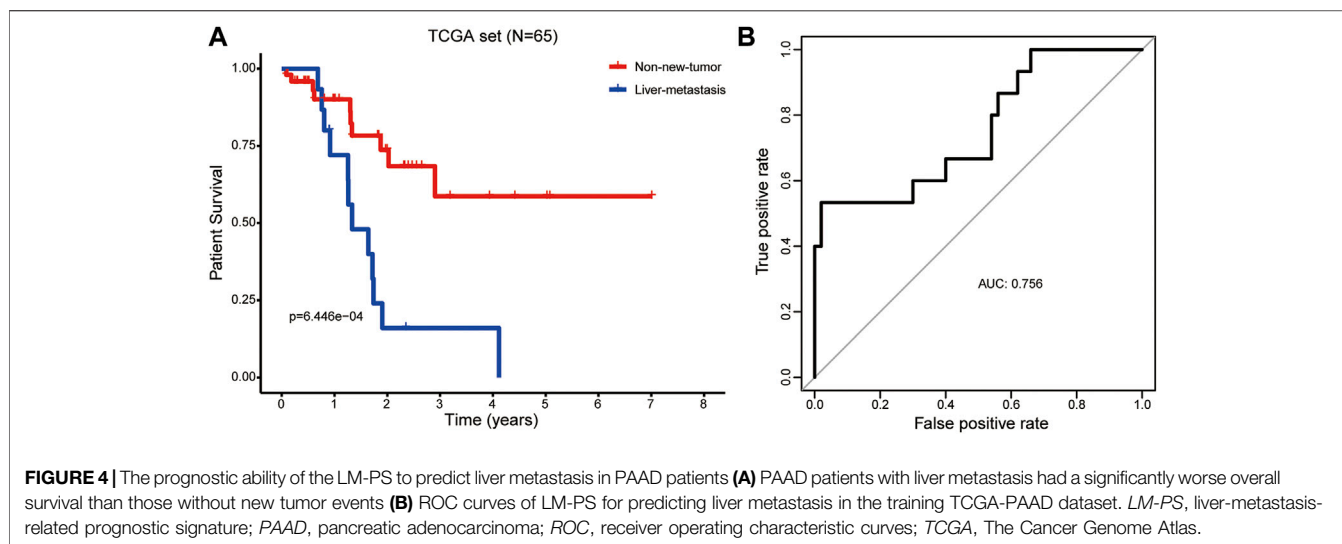 A
TCGA set (N=65)
Non-new-tumor
Liver-metastasis
Patient Survival
1.00
0.75
0.50
0.25
0.00
p=6.446e−04
0 1 2 3 4 5 6 7 8
Time (years)
B
True positive rate
1.0
0.8
0.6
0.4
0.2
0.0
AUC: 0.756
0.0 0.2 0.4 0.6 0.8 1.0
False positive rate
FIGURE 4 | The prognostic ability of the LM-PS to predict liver metastasis in PAAD patients (A) PAAD patients with liver metastasis had a significantly worse overall
survival than those without new tumor events (B) ROC curves of LM-PS for predicting liver metastasis in the training TCGA-PAAD dataset. LM-PS, liver-metastasis-
related prognostic signature; PAAD, pancreatic adenocarcinoma; ROC, receiver operating characteristic curves; TCGA, The Cancer Genome Atlas.